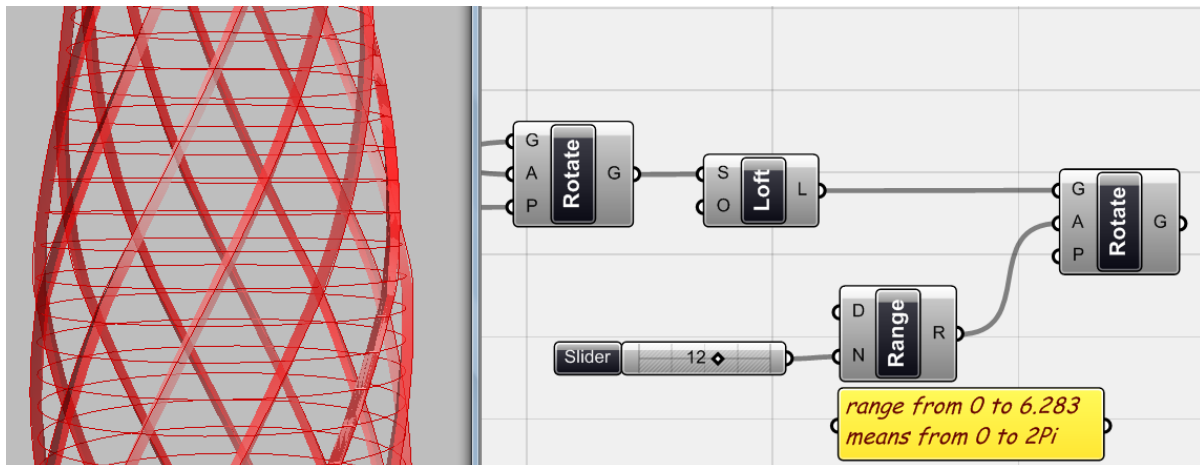 G
A
P
Rotate
G
S
O
Loft
L
G
A
P
Rotate
G
D
N
Range
R
Slider
12
range from 0 to 6.283
means from 0 to 2Pi